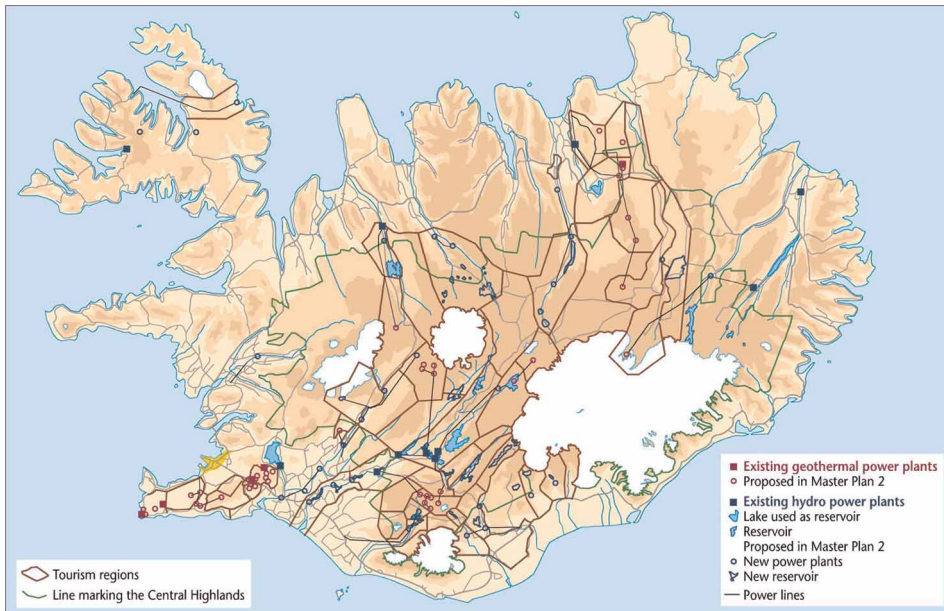 Tourism regions
Line marking the Central Highlands
Existing geothermal power plants
Proposed in Master Plan 2
Existing hydro power plants
Lake used as reservoir
Reservoir
Proposed in Master Plan 2
New power plants
New reservoir
Power lines